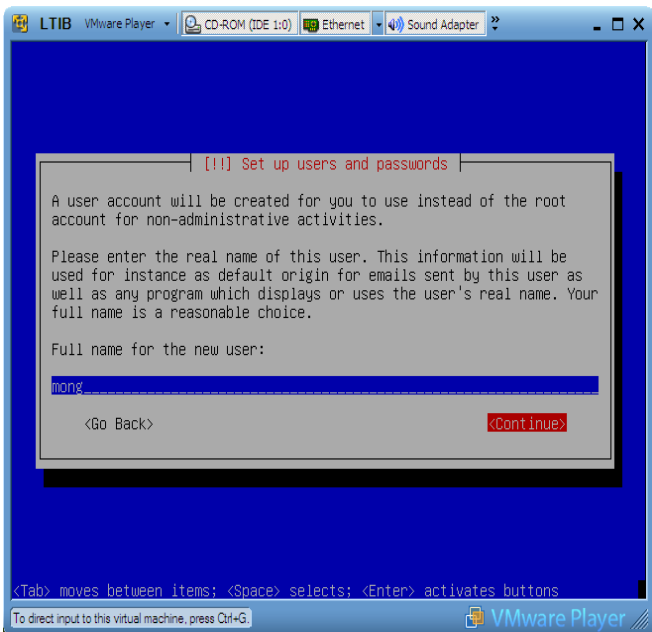 LTIB VMware Player CD-ROM (IDE 1:0) Ethernet Sound Adapter
[!!] Set up users and passwords
A user account will be created for you to use instead of the root
account for non-administrative activities.
Please enter the real name of this user. This information will be
used for instance as default origin for emails sent by this user as
well as any program which displays or uses the user's real name. Your
full name is a reasonable choice.
Full name for the new user:
mong
<Go Back> <Continue>
<Tab> moves between items; <Space> selects; <Enter> activates buttons
To direct input to this virtual machine, press Ctrl+G. VMware Player